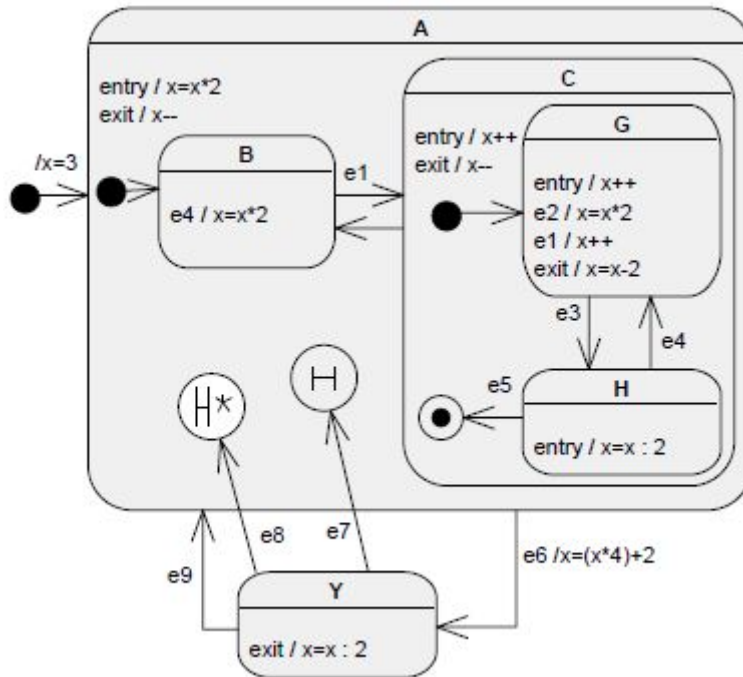 A
entry / x=x*2
exit / x--
/x=3
B
e4 / x=x*2
e1
C
entry / x++
exit / x--
G
entry / x++
e2 / x=x*2
e1 / x++
exit / x=x-2
e3
e4
e5
H
entry / x=x : 2
H*
H
e9
e8
e7
e6 /x=(x*4)+2
Y
exit / x=x : 2